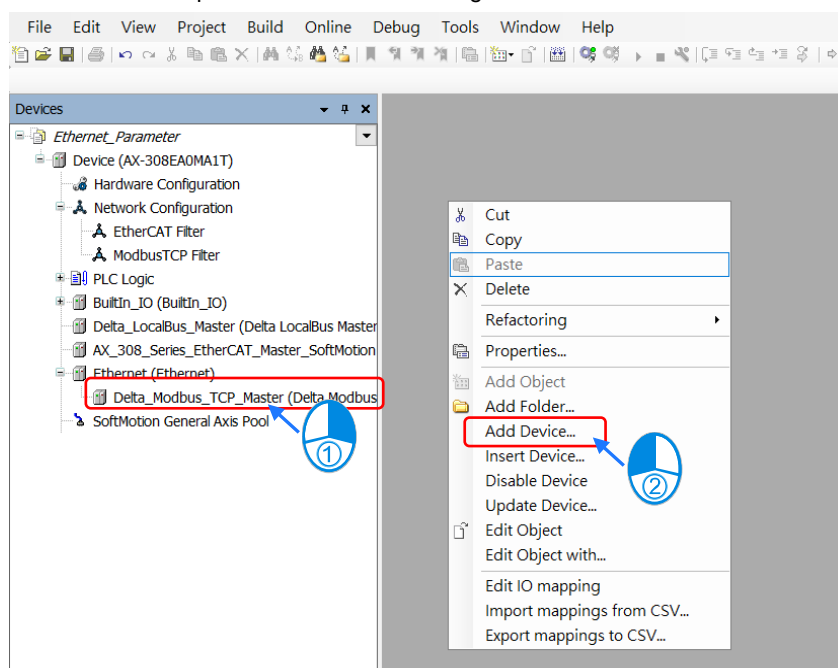 File Edit View Project Build Online Debug Tools Window Help
Devices
Ethernet_Parameter
Device (AX-308EA0MA1T)
Hardware Configuration
Network Configuration
EtherCAT Filter
ModbusTCP Filter
PLC Logic
BuiltIn_IO (BuiltIn_IO)
Delta_LocalBus_Master (Delta LocalBus Master
AX_308_Series_EtherCAT_Master_SoftMotion
Ethernet (Ethernet)
Delta_Modbus_TCP_Master (Delta Modbus
SoftMotion General Axis Pool
①
Cut
Copy
Paste
Delete
Refactoring
Properties...
Add Object
Add Folder...
Add Device...
Insert Device...
②
Disable Device
Update Device...
Edit Object
Edit Object with...
Edit IO mapping
Import mappings from CSV...
Export mappings to CSV...